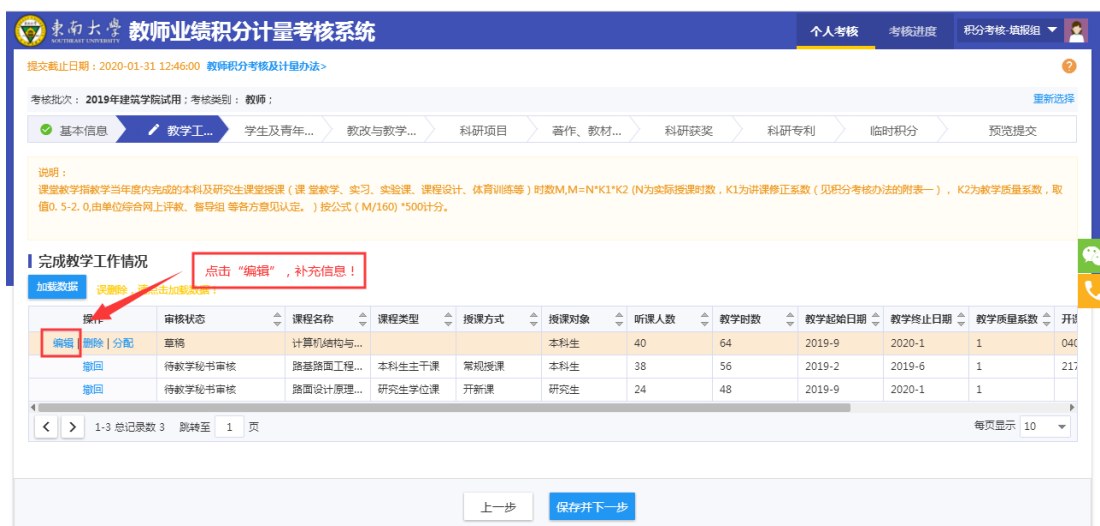 东南大学 教师业绩积分计量考核系统 个人考核 考核进度 积分考核-填报组
SOUTHEAST UNIVERSITY
提交截止日期：2020-01-31 12:46:00 教师积分考核及计量办法>
考核批次： 2019年建筑学院试用；考核类别： 教师； 重新选择
基本信息 教学工... 学生及青年... 教改与教学... 科研项目 著作、教材... 科研获奖 科研专利 临时积分 预览提交
说明：
课堂教学指教学当年度内完成的本科及研究生课堂授课（课 堂教学、实习、实验课、课程设计、体育训练等）时数M,M=N*K1*K2 (N为实际授课时数，K1为讲课修正系数（见积分考核办法的附表一）， K2为教学质量系数，取
值0. 5-2. 0,由单位综合网上评教、督导组 等各方意见认定。）按公式（M/160) *500计分。
完成教学工作情况
点击“编辑”，补充信息！
加载数据 误删除，请点击加载数据！
操作 审核状态 课程名称 课程类型 授课方式 授课对象 听课人数 教学时数 教学起始日期 教学终止日期 教学质量系数 开
编辑 | 删除 | 分配 草稿 计算机结构与... 本科生 40 64 2019-9 2020-1 1 040
撤回 待教学秘书审核 路基路面工程... 本科生主干课 常规授课 本科生 38 56 2019-2 2019-6 1 217
撤回 待教学秘书审核 路面设计原理... 研究生学位课 开新课 研究生 24 48 2019-9 2020-1 1
1-3 总记录数 3 跳转至 1 页 每页显示 10
上一步 保存并下一步